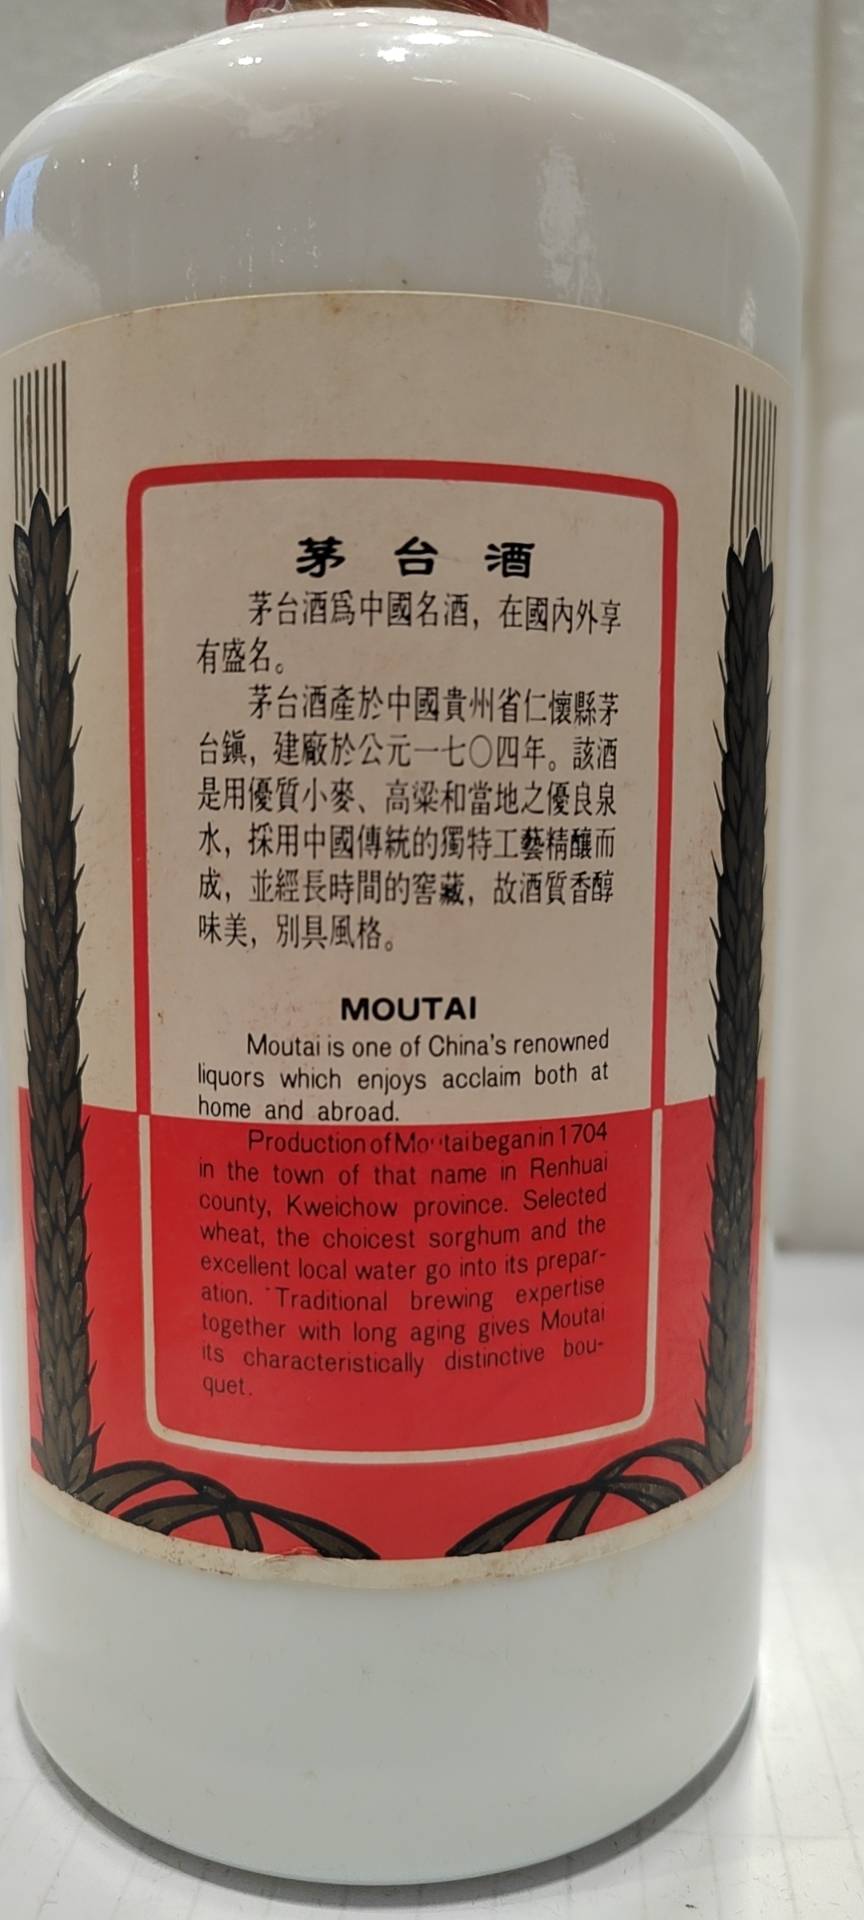 茅台酒
茅台酒爲中國名酒，在國內外享
有盛名。
茅台酒產於中國貴州省仁懷縣茅
台鎭，建廠於公元一七〇四年。該酒
是用優質小麥、高粱和當地之優良泉
水，採用中國傳統的獨特工藝精釀而
成，並經長時間的窖藏，故酒質香醇
味美，別具風格。
MOUTAI
Moutai is one of China's renowned
liquors which enjoys acclaim both at
home and abroad.
Production of Moutai began in 1704
in the town of that name in Renhuai
county, Kweichow province. Selected
wheat, the choicest sorghum and the
excellent local water go into its prepar-
ation. Traditional brewing expertise
together with long aging gives Moutai
its characteristically distinctive bou-
quet.